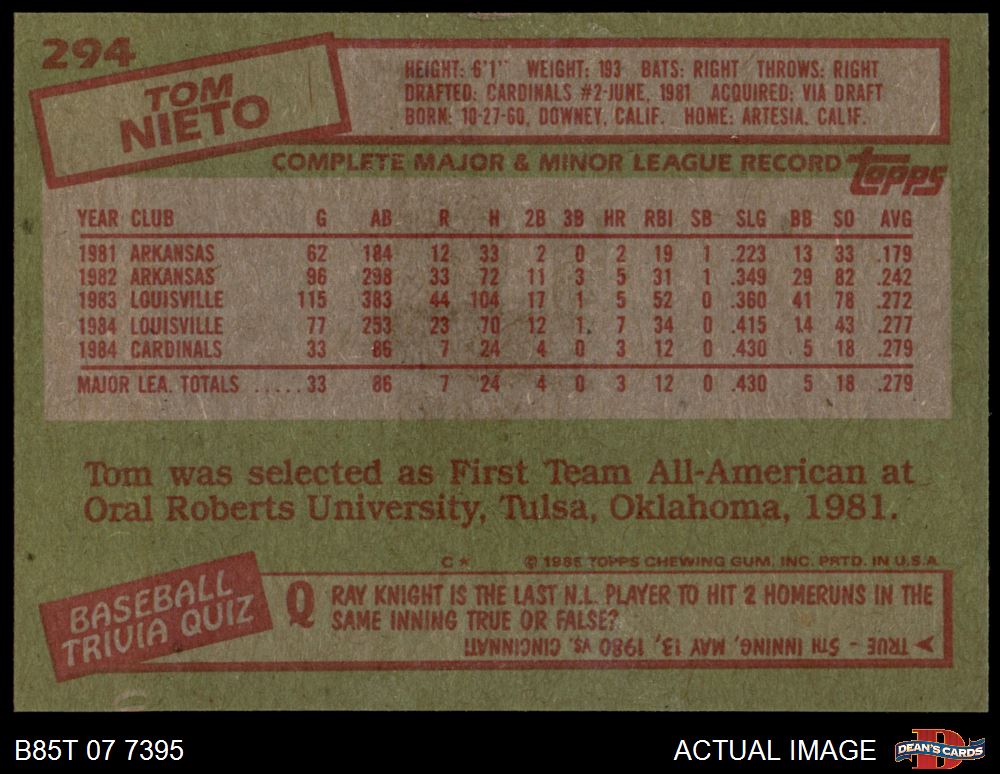 294
TOM
NIETO
HEIGHT: 6'1" WEIGHT: 193 BATS: RIGHT THROWS: RIGHT
DRAFTED: CARDINALS #2-JUNE, 1981 ACQUIRED: VIA DRAFT
BORN: 10-27-60, DOWNEY, CALIF. HOME: ARTESIA, CALIF.
COMPLETE MAJOR & MINOR LEAGUE RECORD topps
YEAR CLUB G AB R H 2B 3B HR RBI SB SLG BB SO AVG
1981 ARKANSAS 62 184 12 33 2 0 2 19 1 .223 13 33 .179
1982 ARKANSAS 96 298 33 72 11 3 5 31 1 .349 29 82 .242
1983 LOUISVILLE 115 383 44 104 17 1 5 52 0 .360 41 78 .272
1984 LOUISVILLE 77 253 23 70 12 1 7 34 0 .415 14 43 .277
1984 CARDINALS 33 86 7 24 4 0 3 12 0 .430 5 18 .279
MAJOR LEA. TOTALS .....33 86 7 24 4 0 3 12 0 .430 5 18 .279
Tom was selected as First Team All-American at
Oral Roberts University, Tulsa, Oklahoma, 1981.
C* © 1985 TOPPS CHEWING GUM, INC. PRTD. IN U.S.A.
BASEBALL
TRIVIA QUIZ
Q RAY KNIGHT IS THE LAST N.L. PLAYER TO HIT 2 HOMERUNS IN THE
SAME INNING TRUE OR FALSE?
TRUE - 5TH INNING, MAY 13, 1980 VS. CINCINNATI
B85T 07 7395
ACTUAL IMAGE
D
DEAN'S CARDS